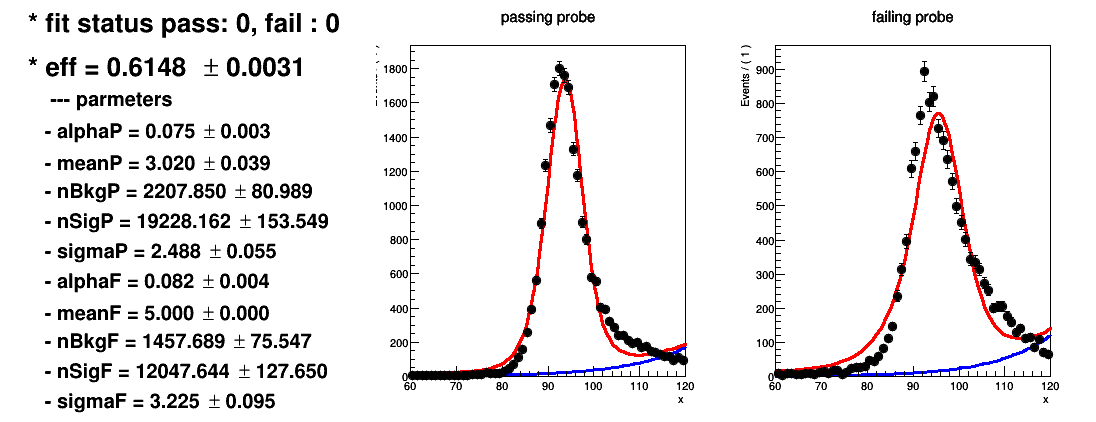 * fit status pass: 0, fail : 0
* eff = 0.6148 ± 0.0031
--- parmeters
- alphaP = 0.075 ± 0.003
- meanP = 3.020 ± 0.039
- nBkgP = 2207.850 ± 80.989
- nSigP = 19228.162 ± 153.549
- sigmaP = 2.488 ± 0.055
- alphaF = 0.082 ± 0.004
- meanF = 5.000 ± 0.000
- nBkgF = 1457.689 ± 75.547
- nSigF = 12047.644 ± 127.650
- sigmaF = 3.225 ± 0.095
passing probe
1800
1600
1400
1200
1000
800
600
400
200
0
60 70 80 90 100 110 120
x
failing probe
Events / ( 1 )
900
800
700
600
500
400
300
200
100
0
60 70 80 90 100 110 120
x